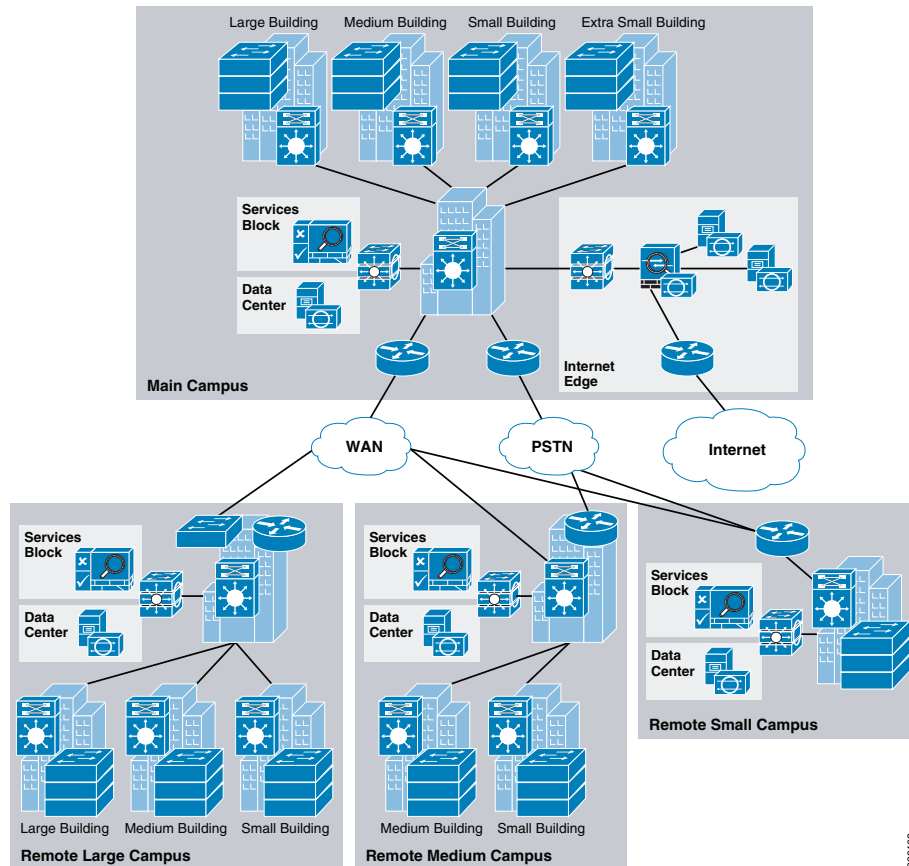 Large Building
Medium Building
Small Building
Extra Small Building
Services
Block
Data
Center
Internet
Edge
Main Campus
WAN
PSTN
Internet
Services
Block
Data
Center
Large Building
Medium Building
Small Building
Remote Large Campus
Services
Block
Data
Center
Medium Building
Small Building
Remote Medium Campus
Services
Block
Data
Center
Remote Small Campus